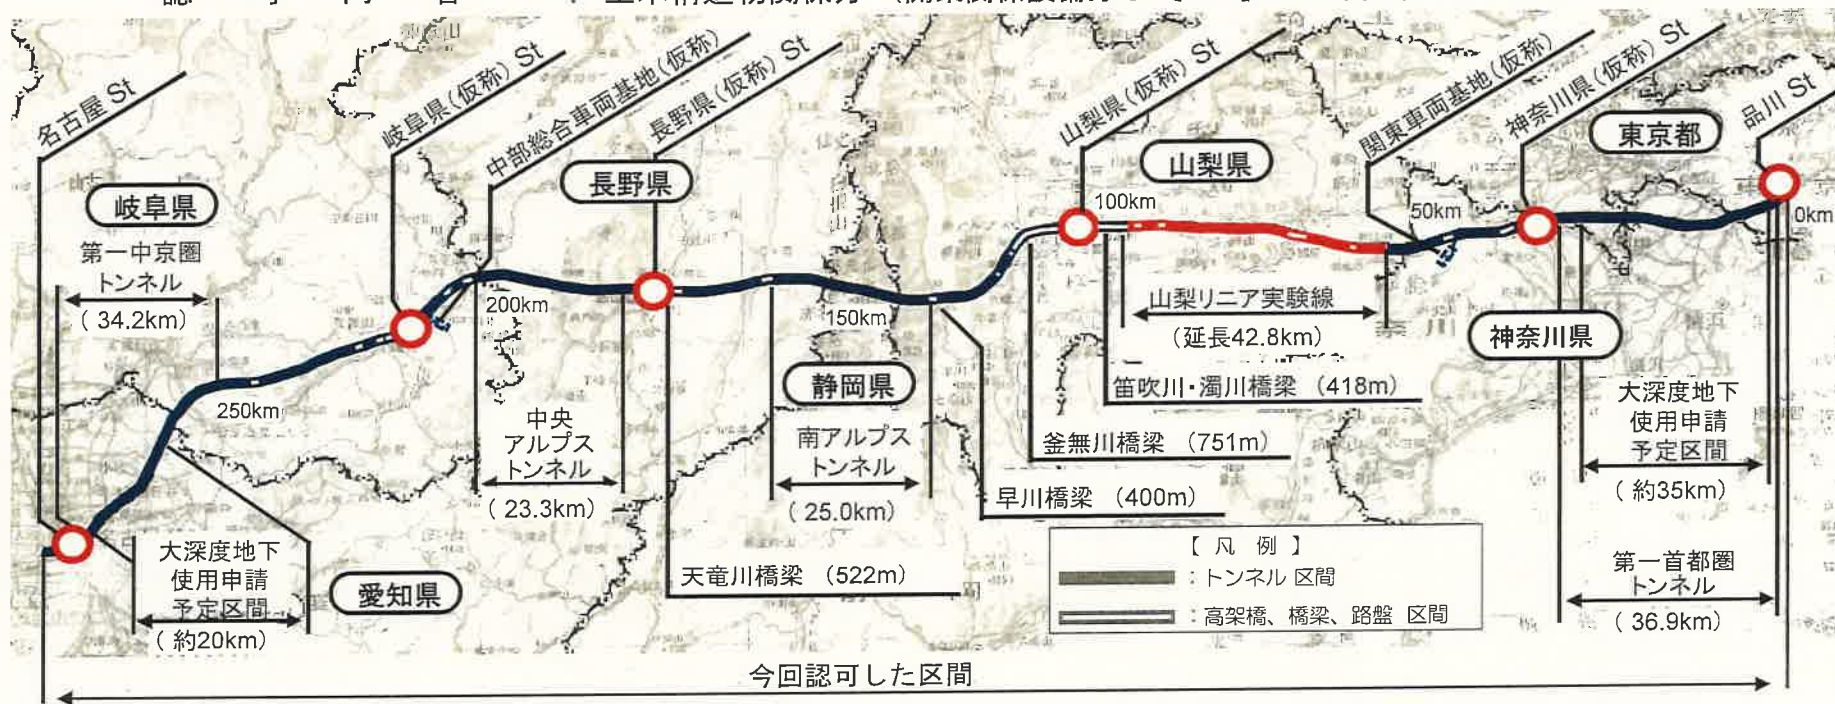 名古屋 St
岐阜県(仮称) St
中部総合車両基地(仮称)
長野県(仮称) St
山梨県(仮称) St
関東車両基地(仮称)
神奈川県(仮称) St
品川 St
岐阜県
長野県
山梨県
東京都
静岡県
神奈川県
愛知県
0km
50km
100km
150km
200km
250km
第一中京圏
トンネル
( 34.2km)
中央
アルプス
トンネル
( 23.3km)
南アルプス
トンネル
( 25.0km)
山梨リニア実験線
(延長42.8km)
笛吹川・濁川橋梁 (418m)
釜無川橋梁 (751m)
早川橋梁 (400m)
天竜川橋梁 (522m)
大深度地下
使用申請
予定区間
( 約20km)
大深度地下
使用申請
予定区間
( 約35km)
第一首都圏
トンネル
( 36.9km)
【 凡 例 】
: トンネル 区間
: 高架橋、橋梁、路盤 区間
今回認可した区間